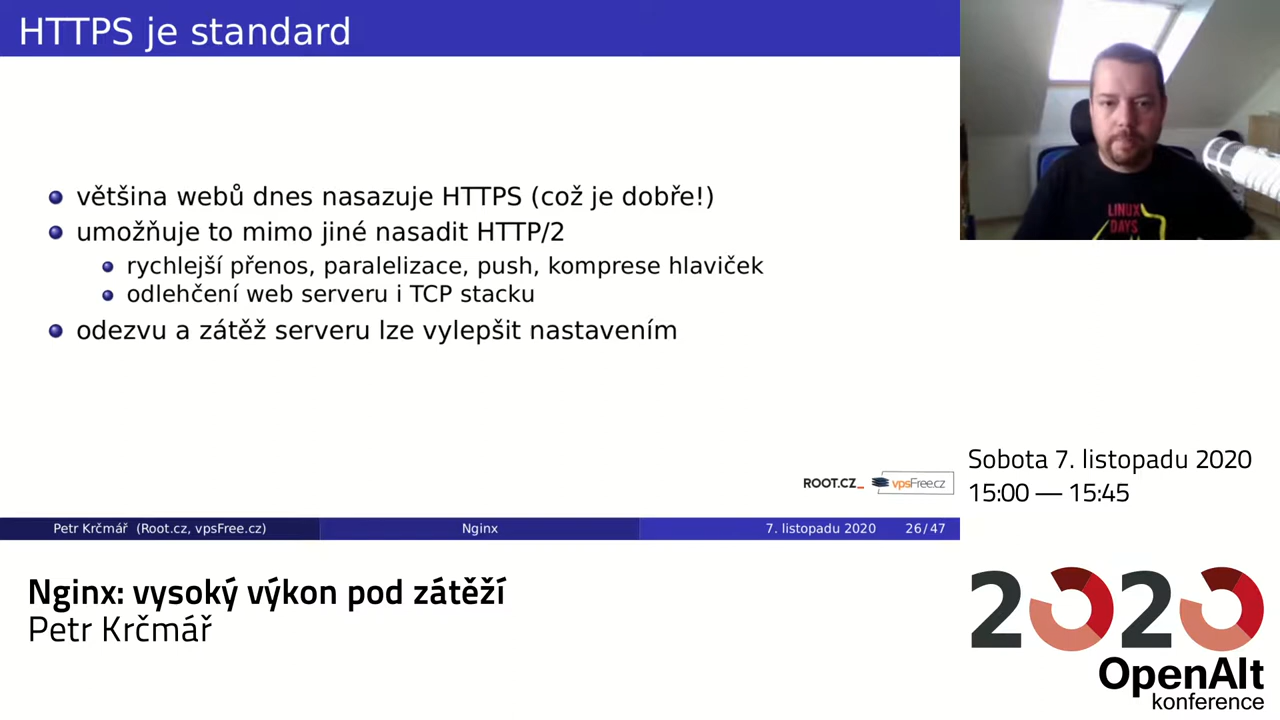 HTTPS je standard
většina webů dnes nasazuje HTTPS (což je dobře!)
umožňuje to mimo jiné nasadit HTTP/2
rychlejší přenos, paralelizace, push, komprese hlaviček
odlehčení web serveru i TCP stacku
odezvu a zátěž serveru lze vylepšit nastavením
ROOT.CZ_ vpsFree.cz
Petr Krčmář (Root.cz, vpsFree.cz) Nginx 7. listopadu 2020 26/47
LINUX
DAYS
Sobota 7. listopadu 2020
15:00 — 15:45
Nginx: vysoký výkon pod zátěží
Petr Krčmář
2020
OpenAlt
konference